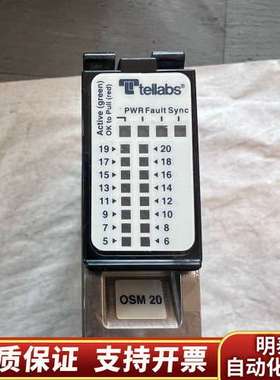 tellabs
PWR Fault Sync
Active (green)
OK to Pull (red)
19 20
17 18
15 16
13 14
11 12
9 10
7 8
5 6
OSM 20
质保证 支持开票
自动化